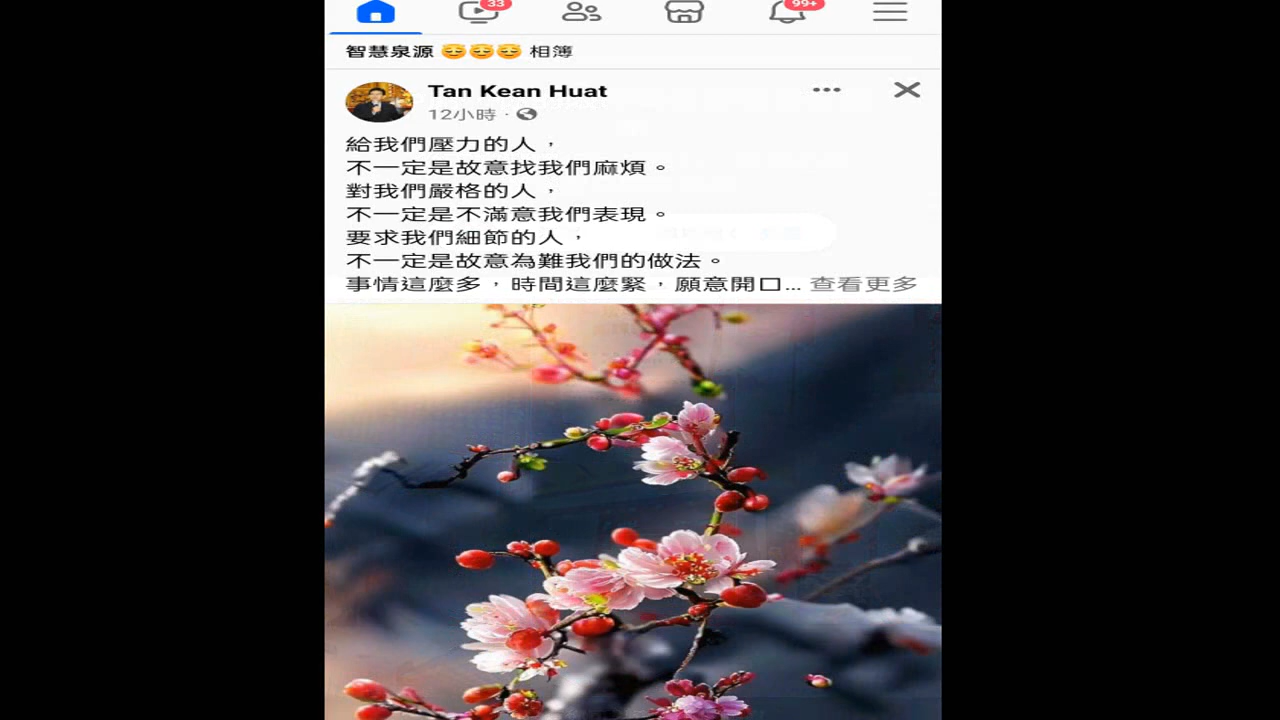 33
99+
智慧泉源 😌😌😌 相簿
Tan Kean Huat
12小時 ·
給我們壓力的人，
不一定是故意找我們麻煩。
對我們嚴格的人，
不一定是不滿意我們表現。
要求我們細節的人，
不一定是故意為難我們的做法。
事情這麼多，時間這麼緊，願意開口... 查看更多